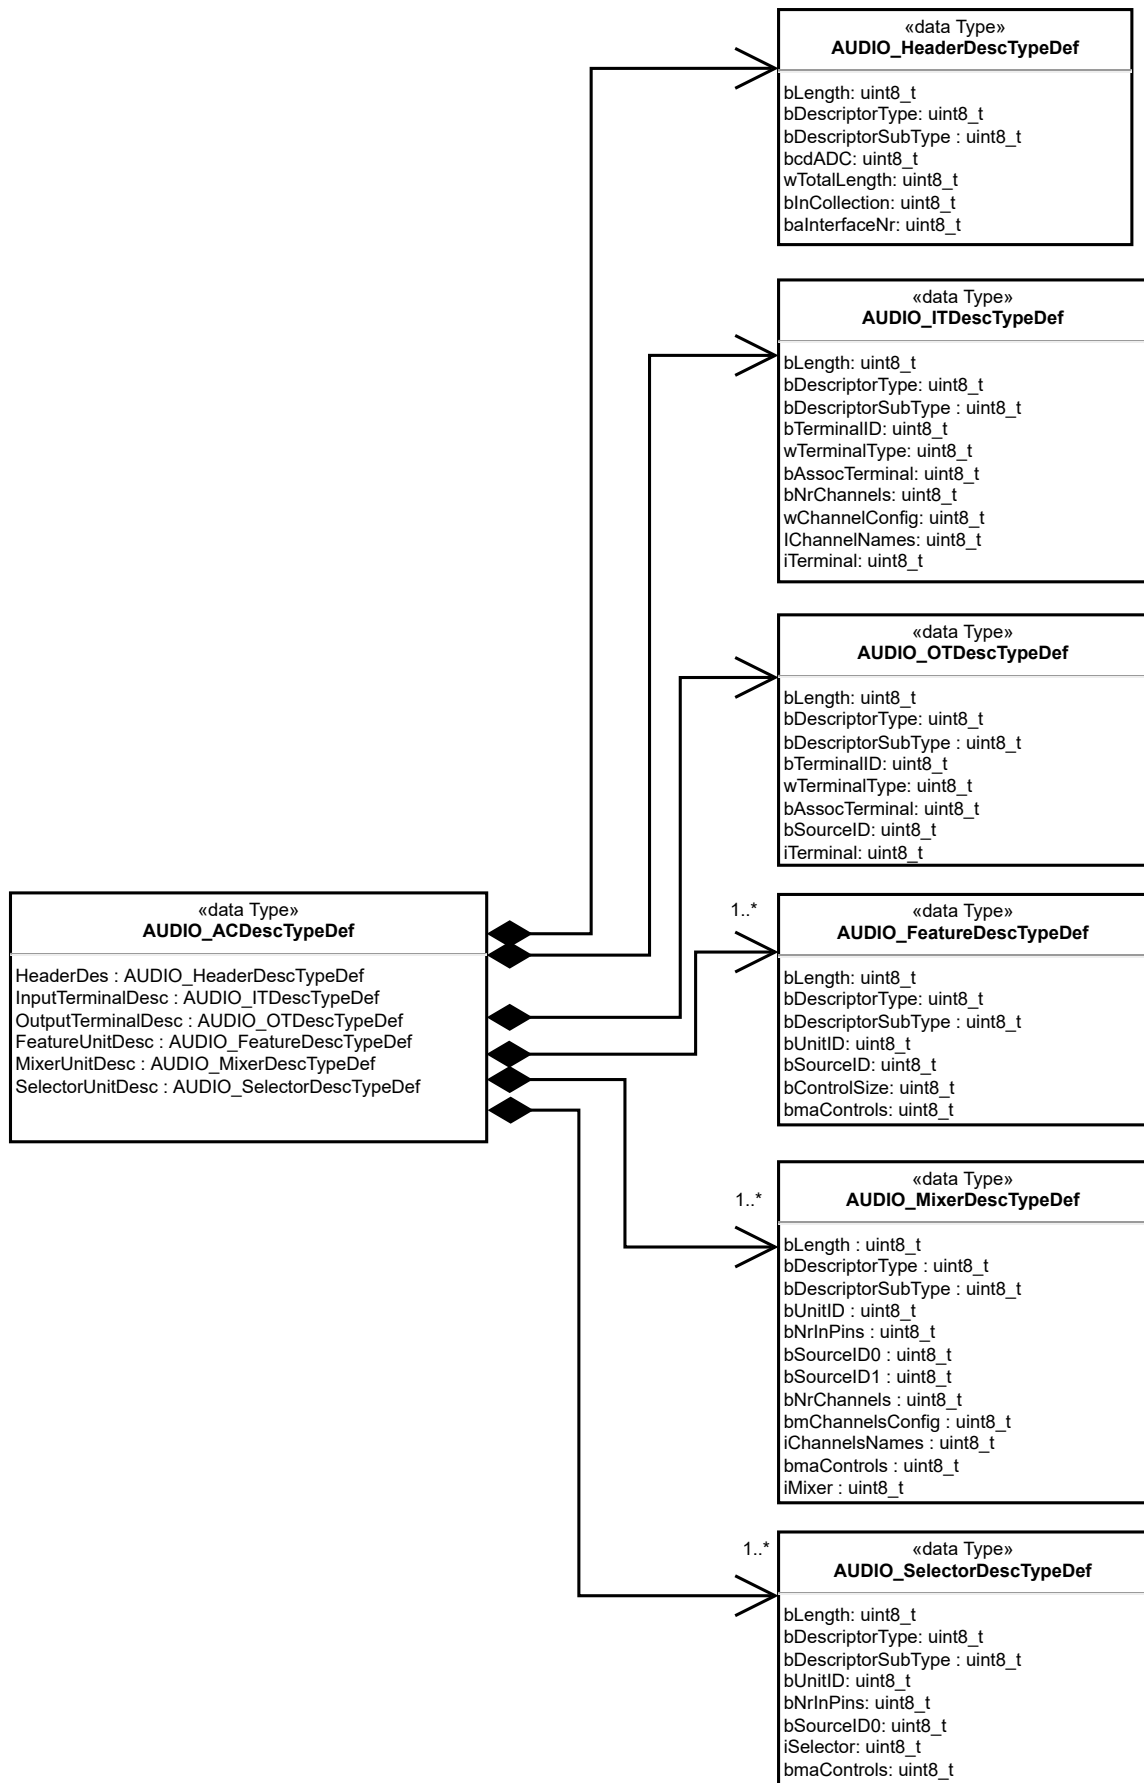 «data Type»
AUDIO_HeaderDescTypeDef
bLength: uint8_t
bDescriptorType: uint8_t
bDescriptorSubType : uint8_t
bcdADC: uint8_t
wTotalLength: uint8_t
bInCollection: uint8_t
baInterfaceNr: uint8_t
«data Type»
AUDIO_ITDescTypeDef
bLength: uint8_t
bDescriptorType: uint8_t
bDescriptorSubType : uint8_t
bTerminalID: uint8_t
wTerminalType: uint8_t
bAssocTerminal: uint8_t
bNrChannels: uint8_t
wChannelConfig: uint8_t
IChannelNames: uint8_t
iTerminal: uint8_t
«data Type»
AUDIO_OTDescTypeDef
bLength: uint8_t
bDescriptorType: uint8_t
bDescriptorSubType : uint8_t
bTerminalID: uint8_t
wTerminalType: uint8_t
bAssocTerminal: uint8_t
bSourceID: uint8_t
iTerminal: uint8_t
«data Type»
AUDIO_ACDescTypeDef
HeaderDes : AUDIO_HeaderDescTypeDef
InputTerminalDesc : AUDIO_ITDescTypeDef
OutputTerminalDesc : AUDIO_OTDescTypeDef
FeatureUnitDesc : AUDIO_FeatureDescTypeDef
MixerUnitDesc : AUDIO_MixerDescTypeDef
SelectorUnitDesc : AUDIO_SelectorDescTypeDef
1..*
«data Type»
AUDIO_FeatureDescTypeDef
bLength: uint8_t
bDescriptorType: uint8_t
bDescriptorSubType : uint8_t
bUnitID: uint8_t
bSourceID: uint8_t
bControlSize: uint8_t
bmaControls: uint8_t
1..*
«data Type»
AUDIO_MixerDescTypeDef
bLength : uint8_t
bDescriptorType : uint8_t
bDescriptorSubType : uint8_t
bUnitID : uint8_t
bNrInPins : uint8_t
bSourceID0 : uint8_t
bSourceID1 : uint8_t
bNrChannels : uint8_t
bmChannelsConfig : uint8_t
iChannelsNames : uint8_t
bmaControls : uint8_t
iMixer : uint8_t
1..*
«data Type»
AUDIO_SelectorDescTypeDef
bLength: uint8_t
bDescriptorType: uint8_t
bDescriptorSubType : uint8_t
bUnitID: uint8_t
bNrInPins: uint8_t
bSourceID0: uint8_t
iSelector: uint8_t
bmaControls: uint8_t